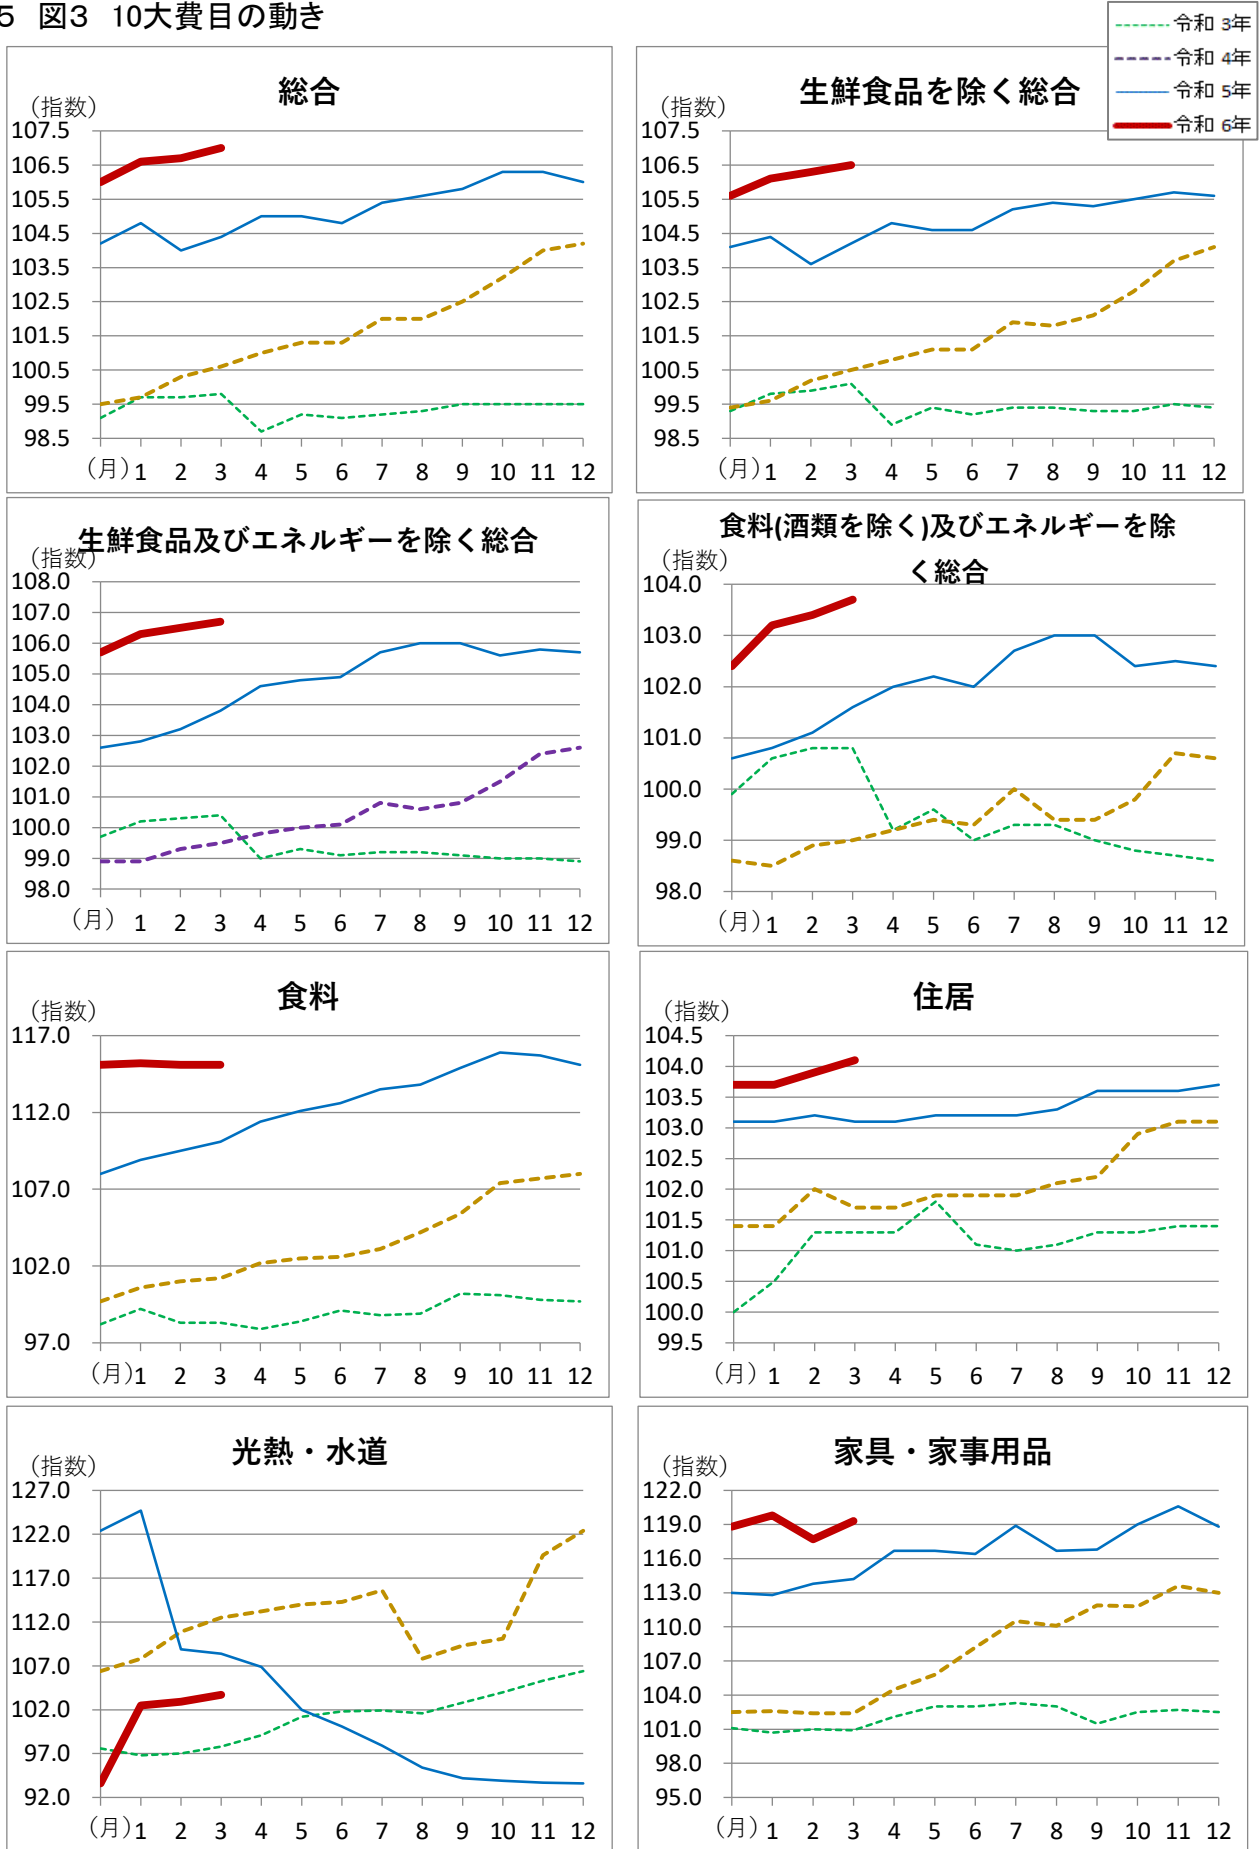 5 図3 10大費目の動き
令和 3年
令和 4年
令和 5年
令和 6年
総合
（指数）
107.5
106.5
105.5
104.5
103.5
102.5
101.5
100.5
99.5
98.5
（月） 1 2 3 4 5 6 7 8 9 10 11 12
生鮮食品を除く総合
（指数）
107.5
106.5
105.5
104.5
103.5
102.5
101.5
100.5
99.5
98.5
（月） 1 2 3 4 5 6 7 8 9 10 11 12
生鮮食品及びエネルギーを除く総合
（指数）
108.0
107.0
106.0
105.0
104.0
103.0
102.0
101.0
100.0
99.0
98.0
（月） 1 2 3 4 5 6 7 8 9 10 11 12
食料(酒類を除く)及びエネルギーを除
く総合
（指数）
104.0
103.0
102.0
101.0
100.0
99.0
98.0
（月） 1 2 3 4 5 6 7 8 9 10 11 12
食料
（指数）
117.0
112.0
107.0
102.0
97.0
（月） 1 2 3 4 5 6 7 8 9 10 11 12
住居
（指数）
104.5
104.0
103.5
103.0
102.5
102.0
101.5
101.0
100.5
100.0
99.5
（月） 1 2 3 4 5 6 7 8 9 10 11 12
光熱・水道
（指数）
127.0
122.0
117.0
112.0
107.0
102.0
97.0
92.0
（月） 1 2 3 4 5 6 7 8 9 10 11 12
家具・家事用品
（指数）
122.0
119.0
116.0
113.0
110.0
107.0
104.0
101.0
98.0
95.0
（月） 1 2 3 4 5 6 7 8 9 10 11 12